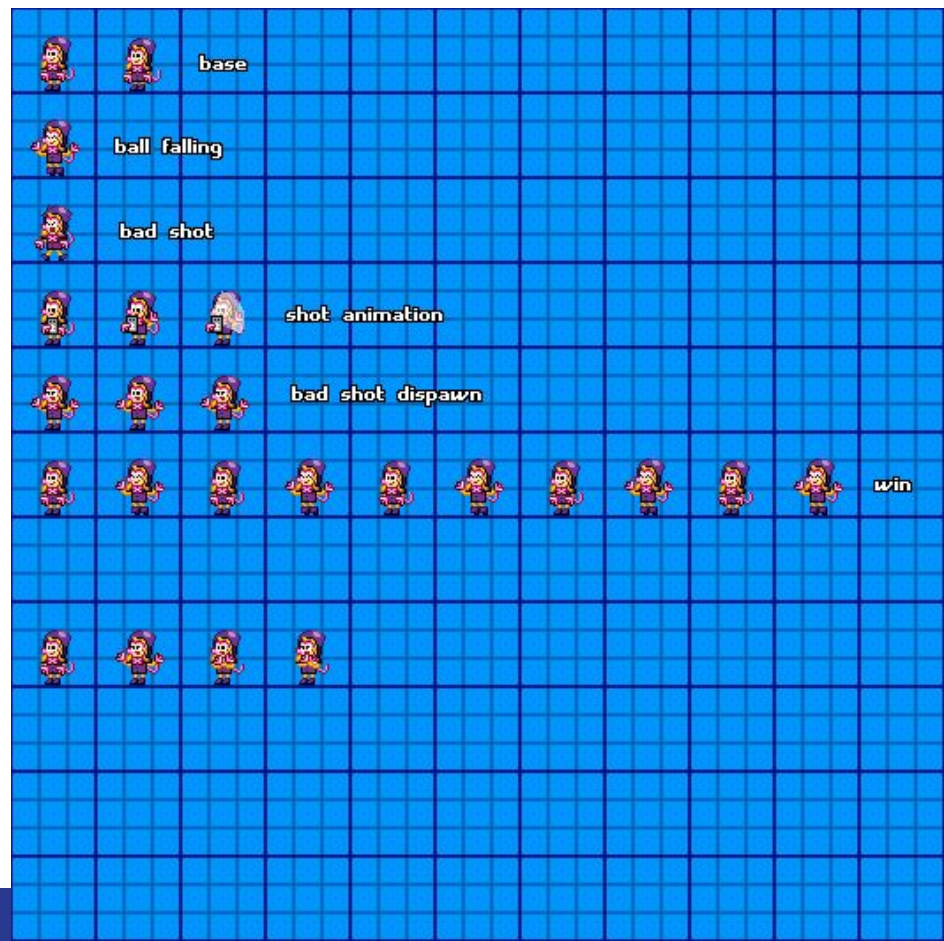 base
ball falling
bad shot
shot animation
bad shot dispawn
win